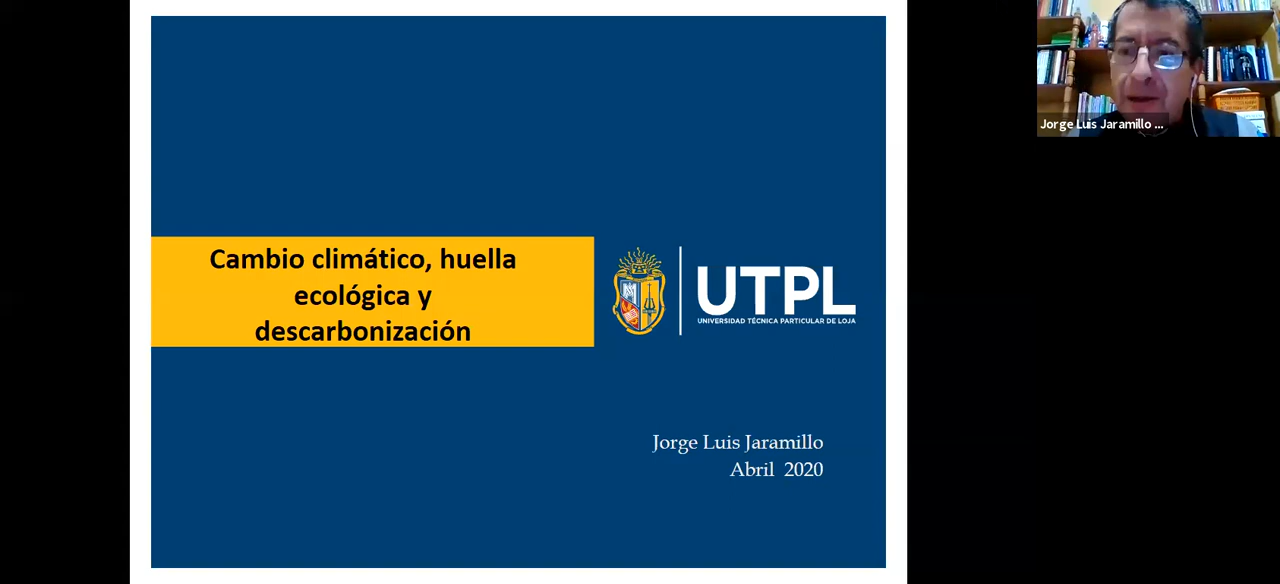 Cambio climático, huella
ecológica y
descarbonización
UTPL
UNIVERSIDAD TÉCNICA PARTICULAR DE LOJA
Jorge Luis Jaramillo
Abril 2020
Jorge Luis Jaramillo ...